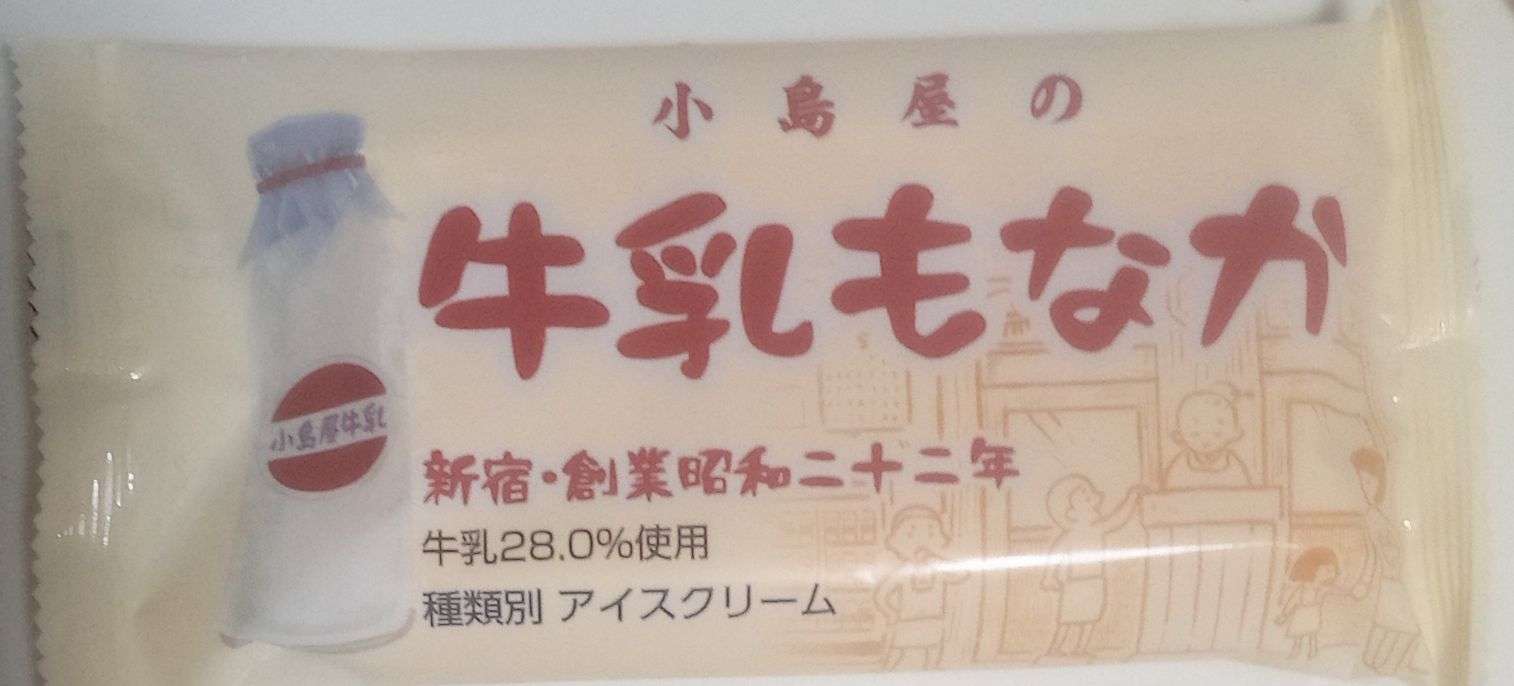 小島屋の
牛乳もなか
小島屋牛乳
新宿・創業昭和二十二年
牛乳28.0%使用
種類別 アイスクリーム